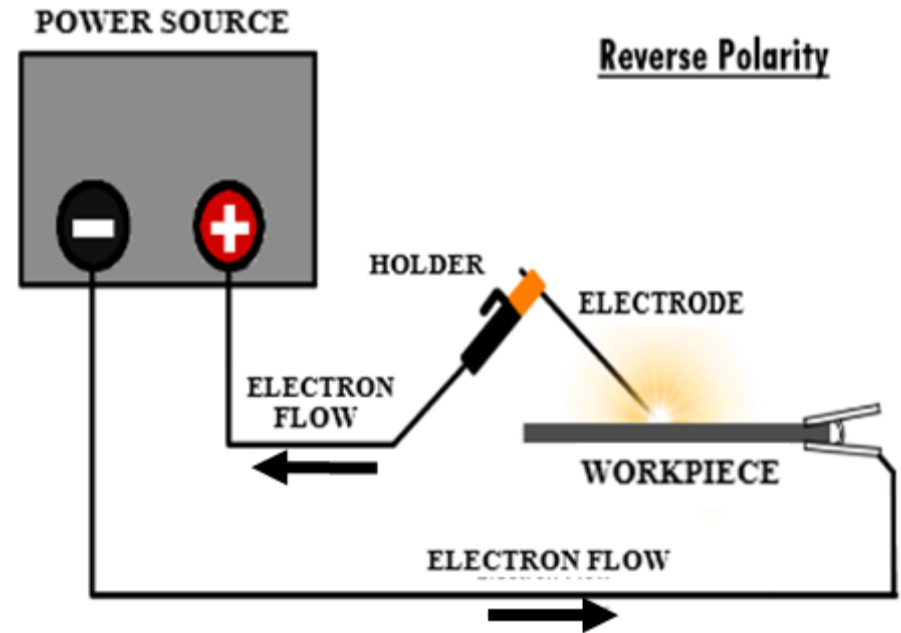 POWER SOURCE
Reverse Polarity
HOLDER
ELECTRODE
ELECTRON
FLOW
WORKPIECE
ELECTRON FLOW